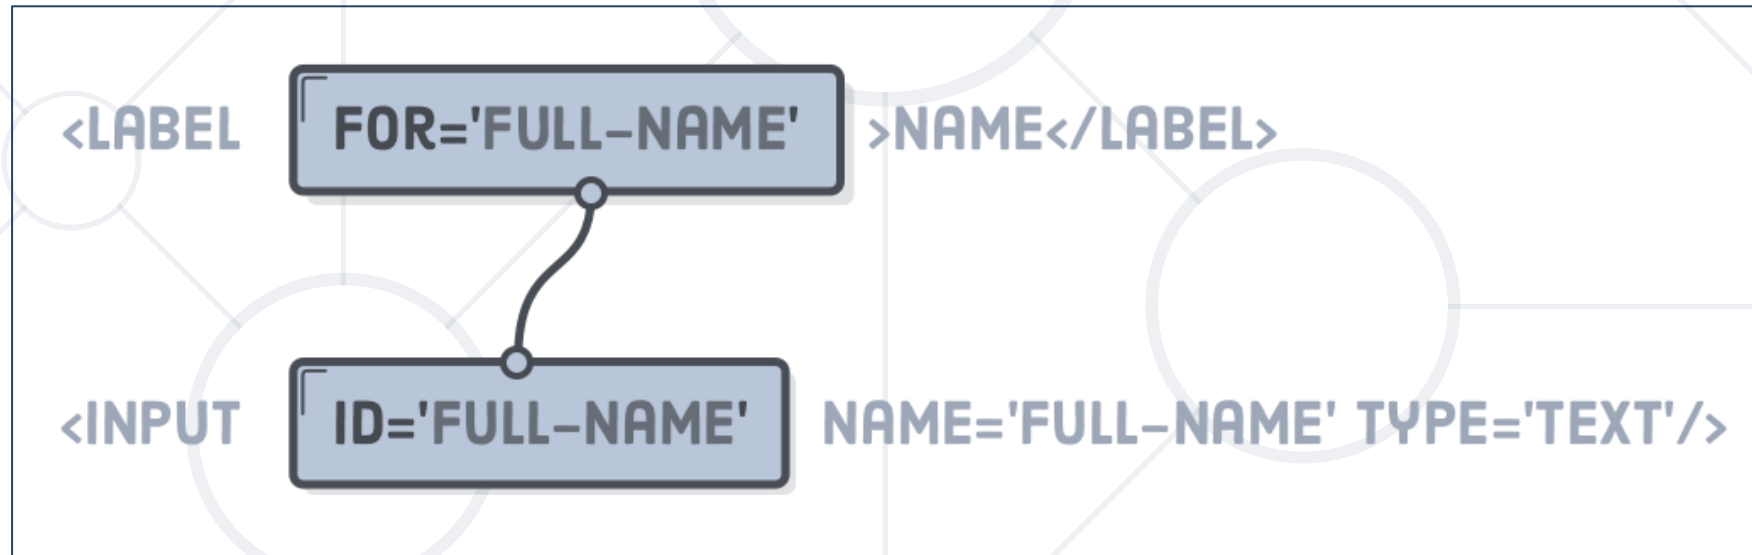 <LABEL FOR='FULL-NAME' >NAME</LABEL>
<INPUT ID='FULL-NAME' NAME='FULL-NAME' TYPE='TEXT'/>